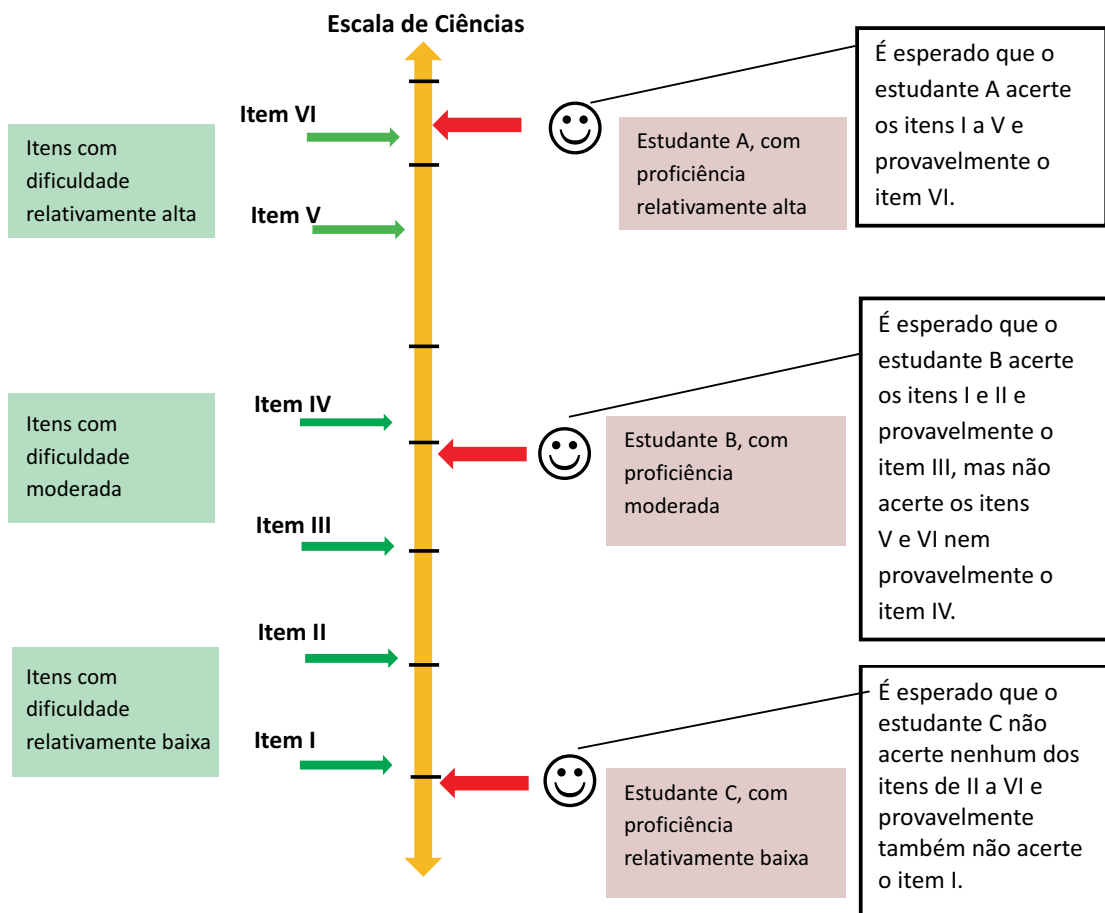 Escala de Ciências
Item VI
Itens com
dificuldade
relativamente alta
Item V
Estudante A, com
proficiência
relativamente alta
É esperado que o
estudante A acerte
os itens I a V e
provavelmente o
item VI.
Item IV
Itens com
dificuldade
moderada
Item III
Estudante B, com
proficiência
moderada
É esperado que o
estudante B acerte
os itens I e II e
provavelmente o
item III, mas não
acerte os itens
V e VI nem
provavelmente o
item IV.
Item II
Itens com
dificuldade
relativamente baixa
Item I
Estudante C, com
proficiência
relativamente baixa
É esperado que o
estudante C não
acerte nenhum dos
itens de II a VI e
provavelmente
também não acerte
o item I.